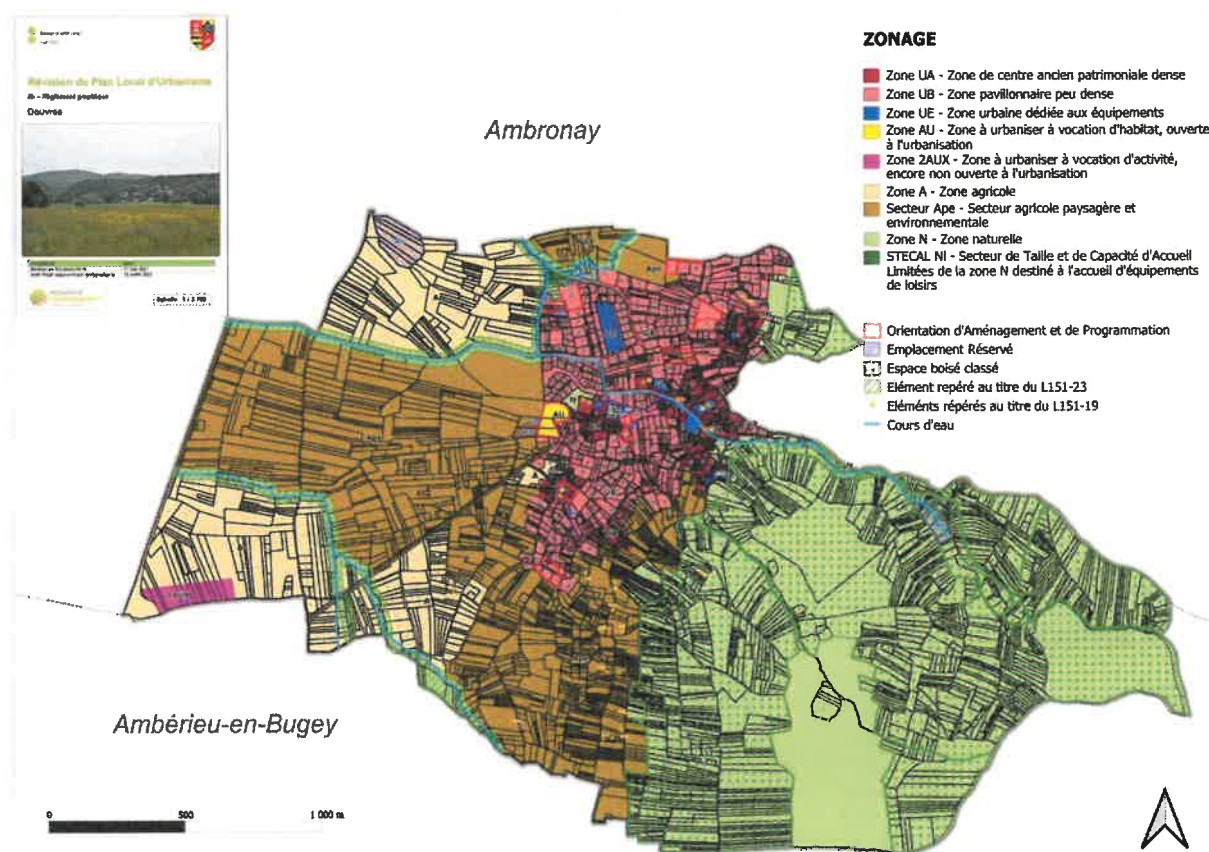 Révision du Plan Local d'Urbanisme
Règlement graphique
Douvres
Ambronay
ZONAGE
Zone UA - Zone de centre ancien patrimoniale dense
Zone UB - Zone pavillonnaire peu dense
Zone UE - Zone urbaine dédiée aux équipements
Zone AU - Zone à urbaniser à vocation d'habitat, ouverte
à l'urbanisation
Zone 2AUX - Zone à urbaniser à vocation d'activité,
encore non ouverte à l'urbanisation
Zone A - Zone agricole
Secteur Ape - Secteur agricole paysagère et
environnementale
Zone N - Zone naturelle
STECAL Nl - Secteur de Taille et de Capacité d'Accueil
Limitées de la zone N destiné à l'accueil d'équipements
de loisirs
Orientation d'Aménagement et de Programmation
Emplacement Réservé
Espace boisé classé
Elément repéré au titre du L151-23
Eléments répérés au titre du L151-19
Cours d'eau
AU
Ambérieu-en-Bugey
0 500 1 000 m